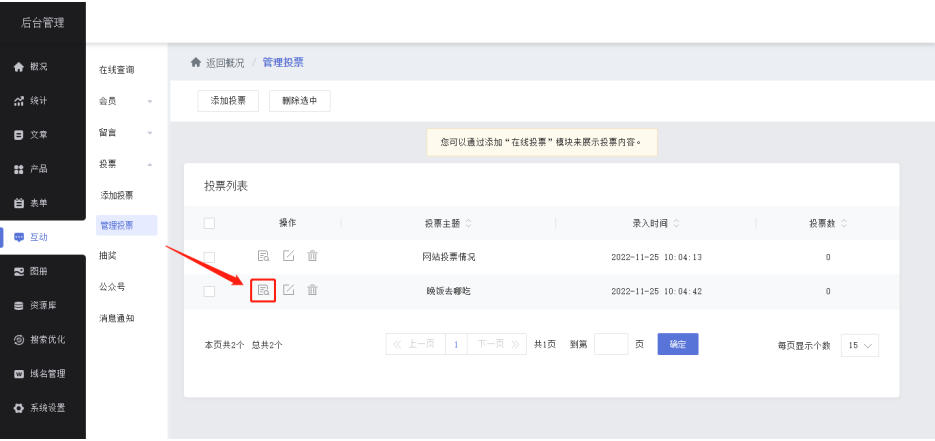 后台管理
概况
统计
文章
产品
表单
互动
图册
资源库
搜索优化
域名管理
系统设置
在线查询
会员
留言
投票
添加投票
管理投票
抽奖
公众号
消息通知
返回概况 / 管理投票
添加投票 删除选中
您可以通过添加“在线投票”模块来展示投票内容。
投票列表
操作 投票主题 录入时间 投票数
网站投票情况 2022-11-25 10:04:13 0
晚饭去哪吃 2022-11-25 10:04:42 0
本页共2个 总共2个 《 上一页 1 下一页 》 共1页 到第 页 确定 每页显示个数 15